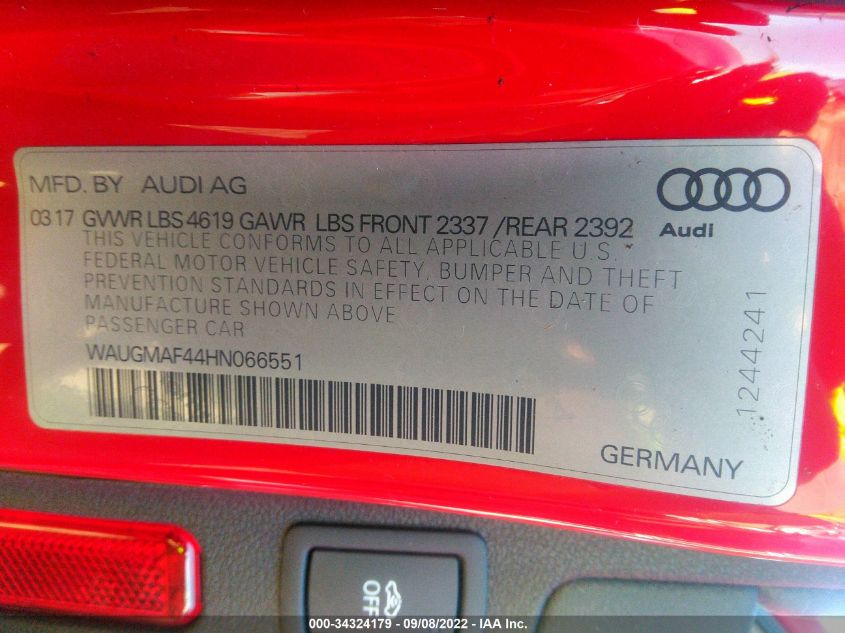 MFD. BY AUDI AG
03.17 GVWR LBS 4619 GAWR LBS FRONT 2337 /REAR 2392
Audi
THIS VEHICLE CONFORMS TO ALL APPLICABLE U.S.
FEDERAL MOTOR VEHICLE SAFETY, BUMPER AND THEFT
PREVENTION STANDARDS IN EFFECT ON THE DATE OF
MANUFACTURE SHOWN ABOVE
PASSENGER CAR
WAUGMAF44HN066551
1244241
GERMANY
OFF
000-34324179 - 09/08/2022 - IAA Inc.